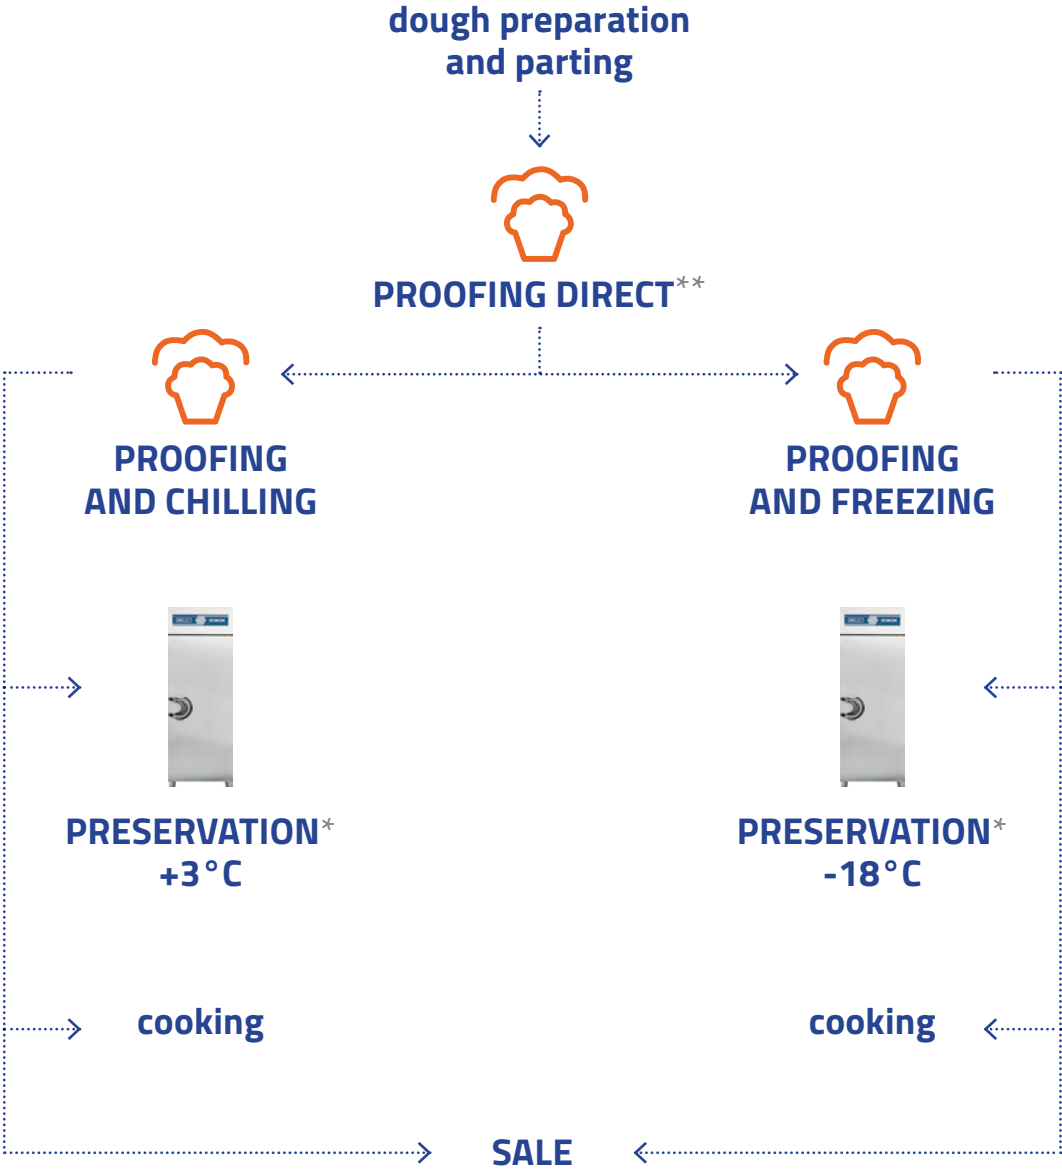 dough preparation
and parting
PROOFING DIRECT**
PROOFING
AND CHILLING
PROOFING
AND FREEZING
PRESERVATION*
+3°C
PRESERVATION*
-18°C
cooking
cooking
SALE